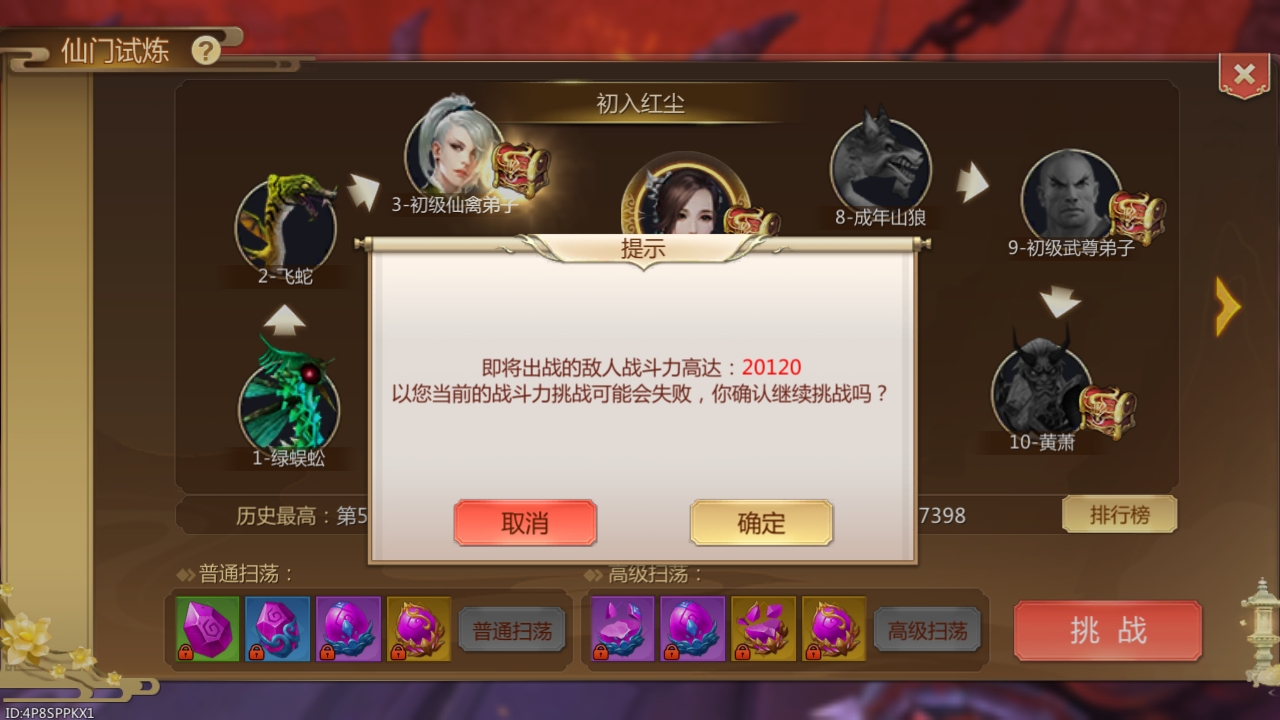 仙门试炼
?
初入红尘
3-初级仙禽弟子
8-成年山狼
9-初级武尊弟子
2-飞蛇
提示
即将出战的敌人战斗力高达：20120
以您当前的战斗力挑战可能会失败，你确认继续挑战吗？
1-绿蜈蚣
10-黄萧
取消
确定
历史最高：第5
7398
排行榜
普通扫荡：
高级扫荡：
普通扫荡
高级扫荡
挑 战
ID:4P8SPPKX1